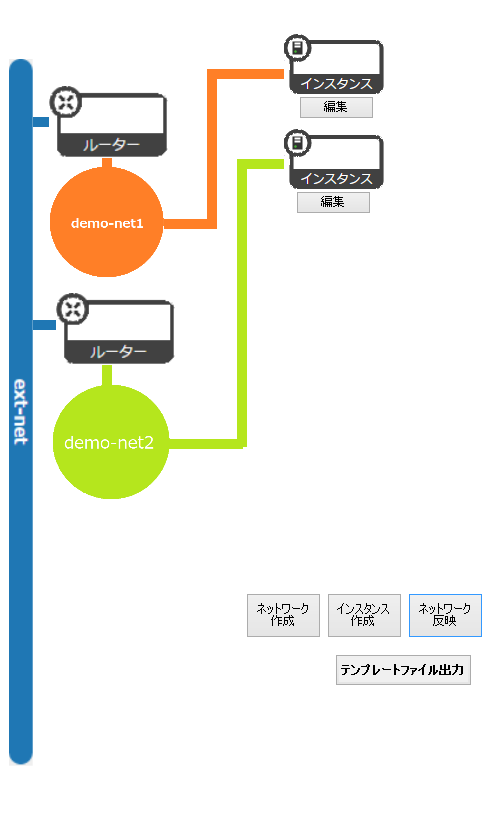 インスタンス
編集
ルーター
インスタンス
編集
demo-net1
ルーター
ext-net
demo-net2
ネットワーク
作成
インスタンス
作成
ネットワーク
反映
テンプレートファイル出力